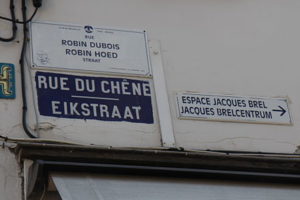 RUE
ROBIN DUBOIS
ROBIN HOED
STRAAT
RUE DU CHÊNE
EIKSTRAAT
ESPACE JACQUES BREL
JACQUES BRELCENTRUM